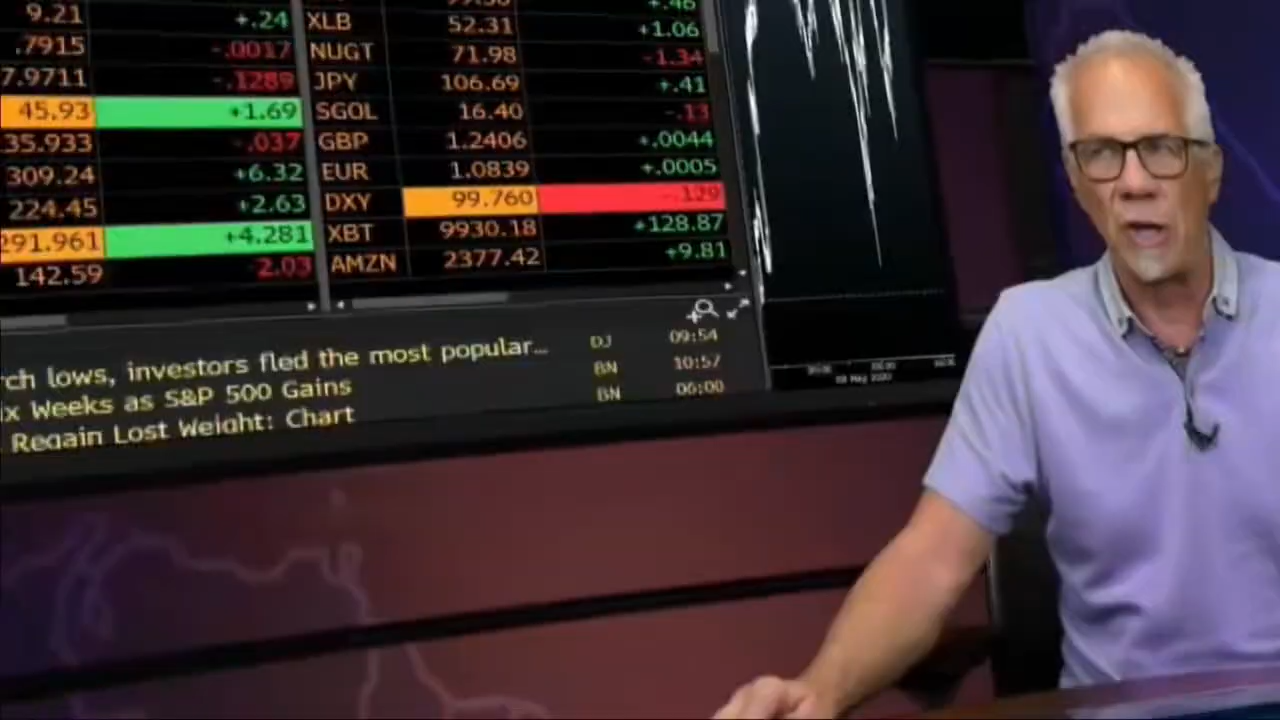 9.21 +.24 XLB 52.31 +1.06
.7915 -.0017 NUGT 71.98 -1.34
7.9711 -.1289 JPY 106.69 +.41
45.93 +1.69 SGOL 16.40 -.13
35.933 -.037 GBP 1.2406 +.0044
309.24 +6.32 EUR 1.0839 +.0005
224.45 +2.63 DXY 99.760 -.129
291.961 +4.281 XBT 9930.18 +128.87
142.59 -2.03 AMZN 2377.42 +9.81
rch lows, investors fled the most popular... DJ 09:54
ix Weeks as S&P 500 Gains BN 10:57
Regain Lost Weight: Chart BN 06:00